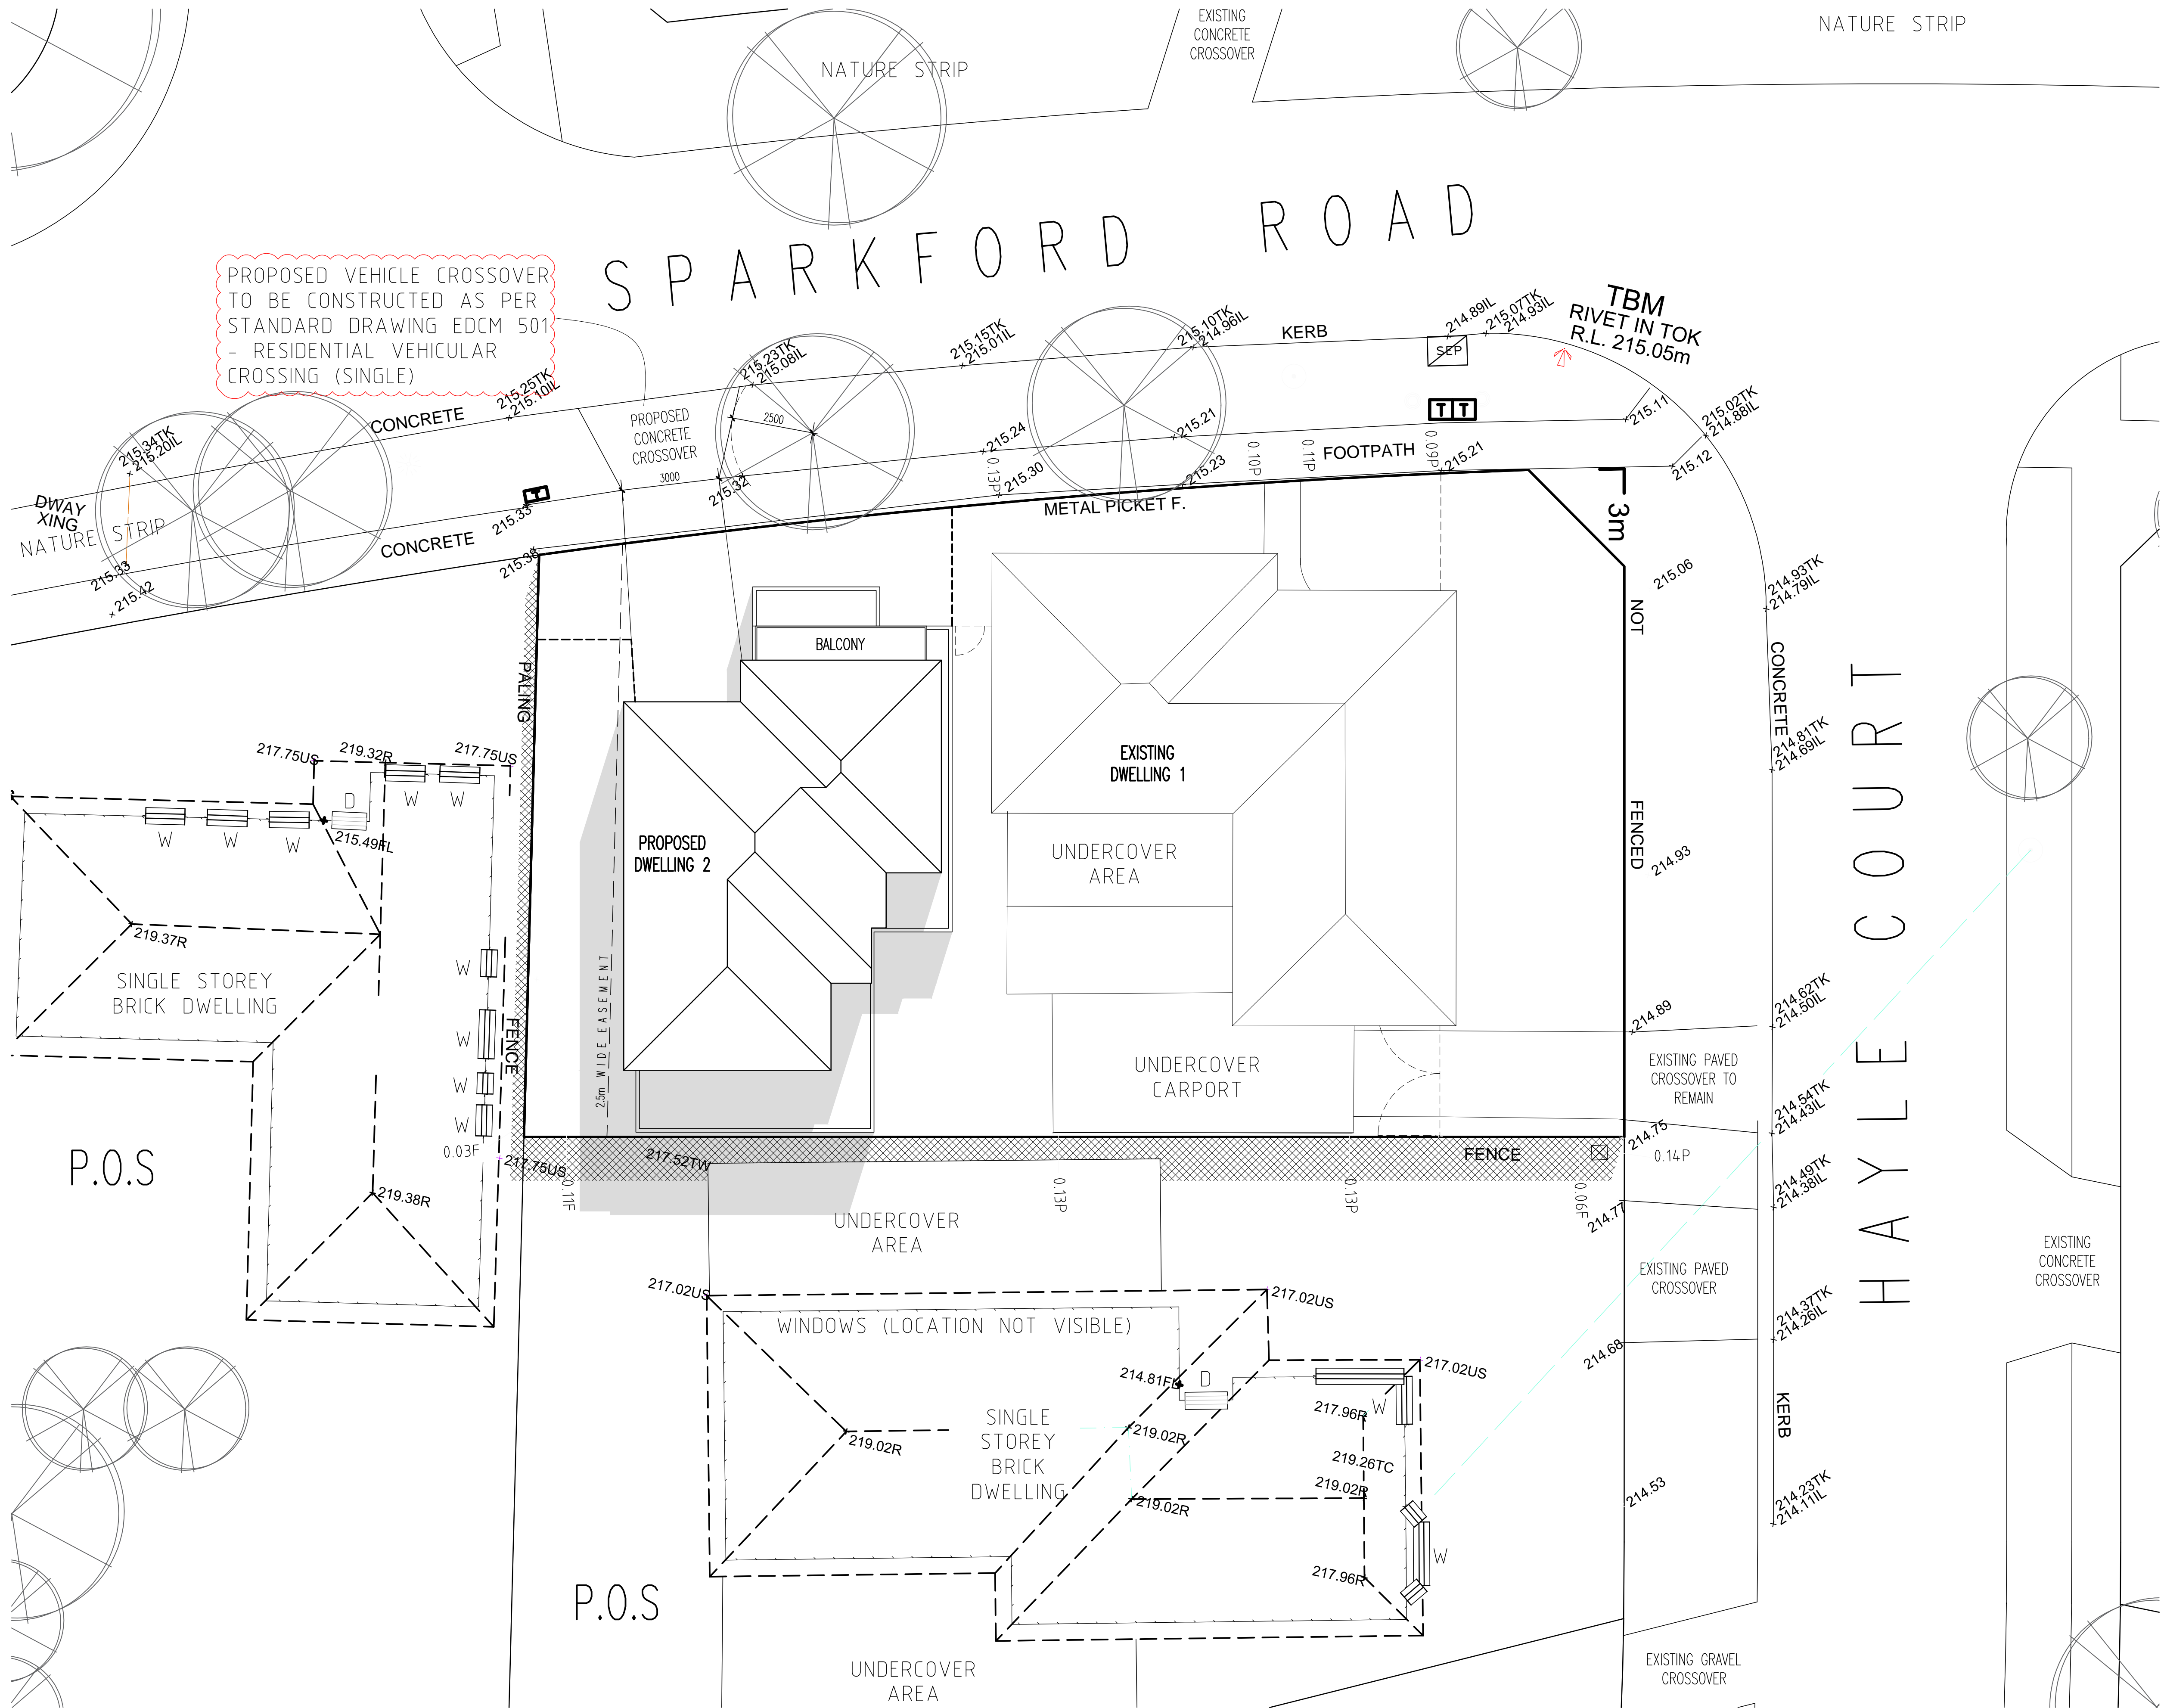 EXISTING
CONCRETE
CROSSOVER
NATURE STRIP
NATURE STRIP
SPARKFORD ROAD
PROPOSED VEHICLE CROSSOVER
TO BE CONSTRUCTED AS PER
STANDARD DRAWING EDCM 501
- RESIDENTIAL VEHICULAR
CROSSING (SINGLE)
TBM
RIVET IN TOK
R.L. 215.05m
214.89IL
215.07TK
214.93IL
KERB
SEP
215.10TK
214.96IL
215.15TK
215.01IL
215.23TK
215.08IL
215.25TK
215.10IL
CONCRETE
215.34TK
215.20IL
PROPOSED
CONCRETE
CROSSOVER
2500
3000
T
T T
215.11
215.02TK
214.88IL
215.12
215.21
215.24
FOOTPATH
0.10P
0.11P
0.09P
215.21
215.23
0.13P
215.30
215.32
215.33
215.38
METAL PICKET F.
CONCRETE
DWAY
XING
NATURE STRIP
215.33
215.42
3m
215.06
214.93TK
214.79IL
NOT
FENCED
CONCRETE
214.81TK
214.69IL
HAYLE COURT
PALING
BALCONY
EXISTING
DWELLING 1
PROPOSED
DWELLING 2
UNDERCOVER
AREA
214.93
217.75US
219.32R
217.75US
D
W
W
W
W
W
215.49FL
219.37R
SINGLE STOREY
BRICK DWELLING
W
W
W
W
FENCE
2.5m WIDE EASEMENT
UNDERCOVER
CARPORT
214.89
214.62TK
214.50IL
EXISTING PAVED
CROSSOVER TO
REMAIN
214.54TK
214.43IL
214.75
0.14P
FENCE
P.O.S
0.03F
217.75US
217.52TW
0.11F
0.13P
0.13P
0.06F
219.38R
UNDERCOVER
AREA
214.77
214.49TK
214.38IL
EXISTING PAVED
CROSSOVER
EXISTING
CONCRETE
CROSSOVER
217.02US
217.02US
WINDOWS (LOCATION NOT VISIBLE)
214.37TK
214.26IL
214.68
217.02US
214.81FL
D
217.96R
W
219.02R
SINGLE
STOREY
BRICK
DWELLING
219.02R
219.26TC
219.02R
219.02R
KERB
214.53
214.23TK
214.11IL
W
217.96R
P.O.S
UNDERCOVER
AREA
EXISTING GRAVEL
CROSSOVER